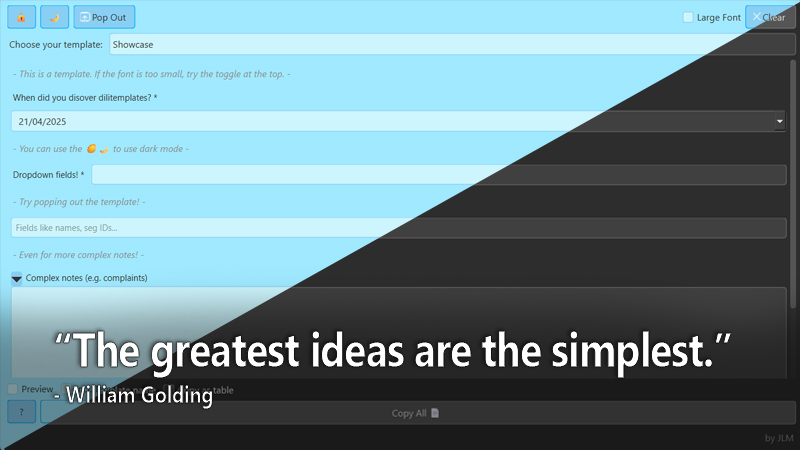 Pop Out
Large Font
Clear
Choose your template:
Showcase
- This is a template. If the font is too small, try the toggle at the top. -
When did you disover dilitemplates? *
21/04/2025
- You can use the 🌕 🌙 to use dark mode -
Dropdown fields! *
- Try popping out the template! -
Fields like names, seg IDs...
- Even for more complex notes! -
Complex notes (e.g. complaints)
“The greatest ideas are the simplest.”
Preview
as table
- William Golding
?
Copy All
by JLM